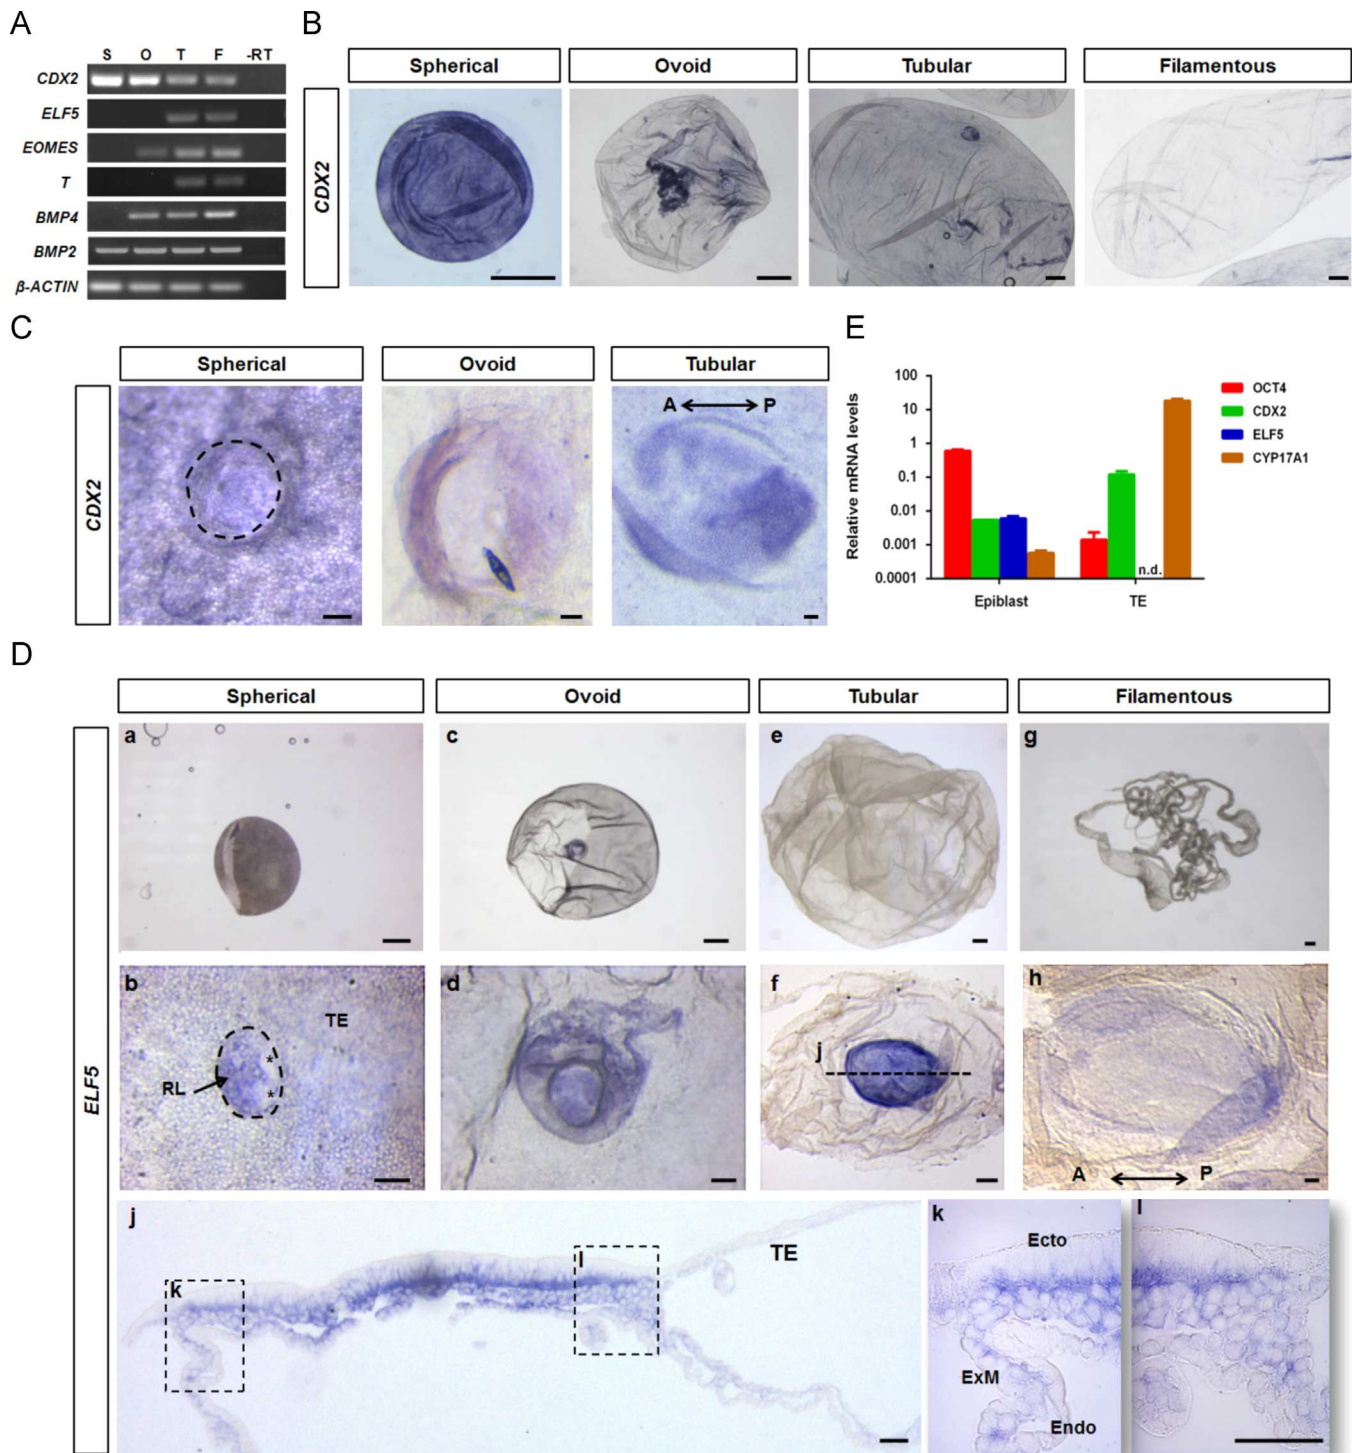 A
S O T F -RT
CDX2
ELF5
EOMES
T
BMP4
BMP2
β-ACTIN
B
Spherical Ovoid Tubular Filamentous
CDX2
C
Spherical Ovoid Tubular
CDX2
A P
E
Relative mRNA levels
100
10
1
0.1
0.01
0.001
0.0001
n.d.
Epiblast TE
OCT4
CDX2
ELF5
CYP17A1
D
Spherical Ovoid Tubular Filamentous
ELF5
a c e g
b d f h
TE
RL
*
*
j
A P
j
k
l
TE
k
Ecto
ExM
Endo
l